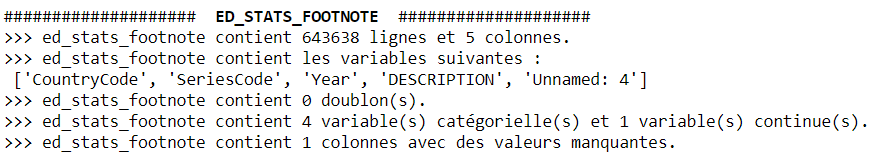 #################### ED_STATS_FOOTNOTE ####################
>>> ed_stats_footnote contient 643638 lignes et 5 colonnes.
>>> ed_stats_footnote contient les variables suivantes :
['CountryCode', 'SeriesCode', 'Year', 'DESCRIPTION', 'Unnamed: 4']
>>> ed_stats_footnote contient 0 doublon(s).
>>> ed_stats_footnote contient 4 variable(s) catégorielle(s) et 1 variable(s) continue(s).
>>> ed_stats_footnote contient 1 colonnes avec des valeurs manquantes.